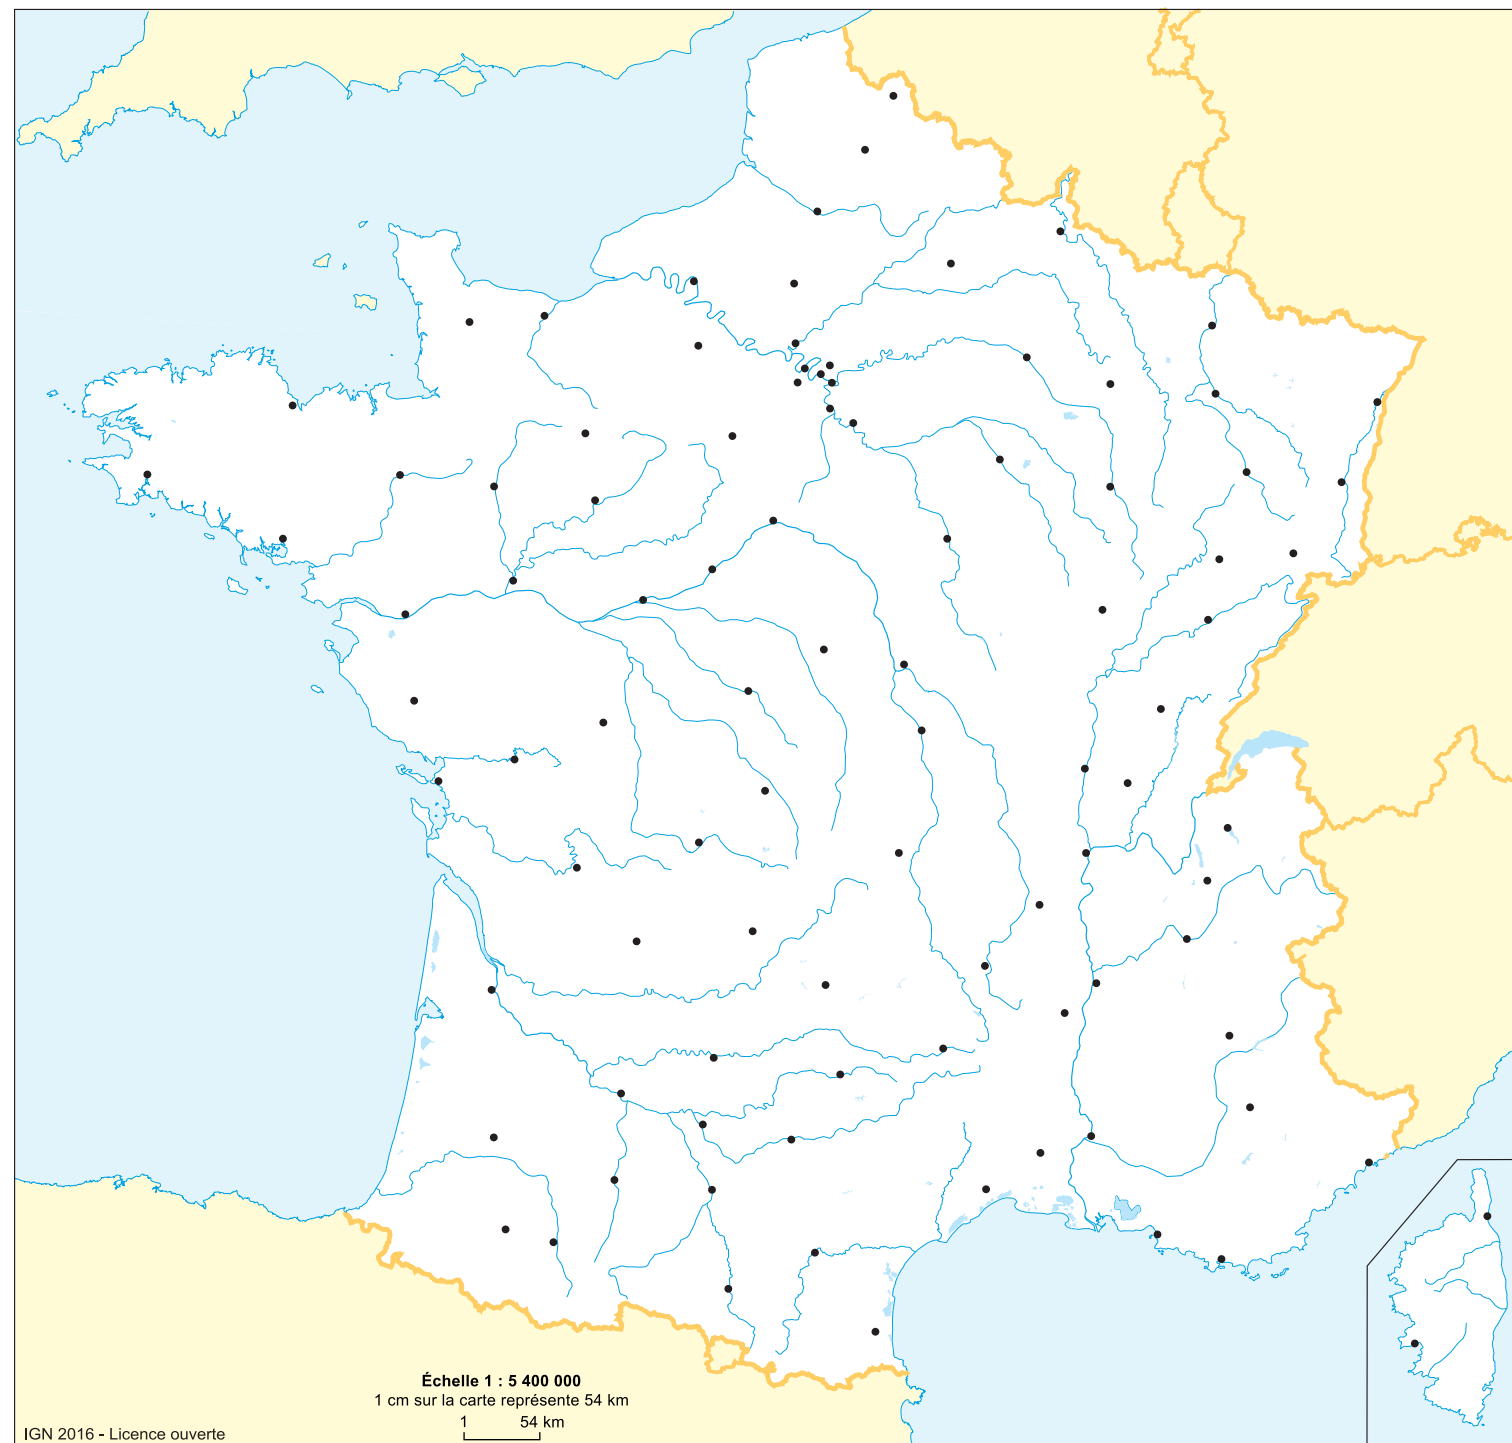 Échelle 1 : 5 400 000
1 cm sur la carte représente 54 km
1 54 km
IGN 2016 - Licence ouverte